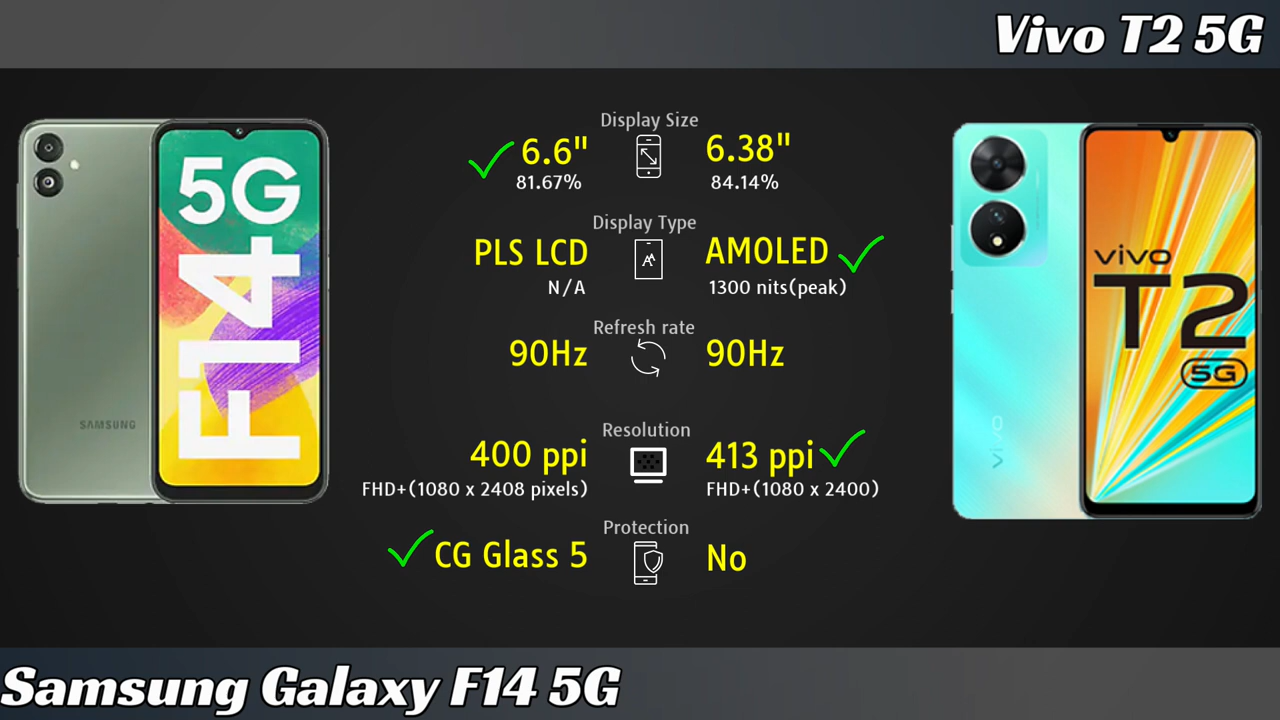 Vivo T2 5G
Display Size
6.6" 6.38"
81.67% 84.14%
Display Type
PLS LCD AMOLED
N/A 1300 nits(peak)
Refresh rate
90Hz 90Hz
Resolution
400 ppi 413 ppi
FHD+(1080 x 2408 pixels) FHD+(1080 x 2400)
Protection
CG Glass 5 No
5G
F14
SAMSUNG
vivo
T2
5G
vivo
Samsung Galaxy F14 5G